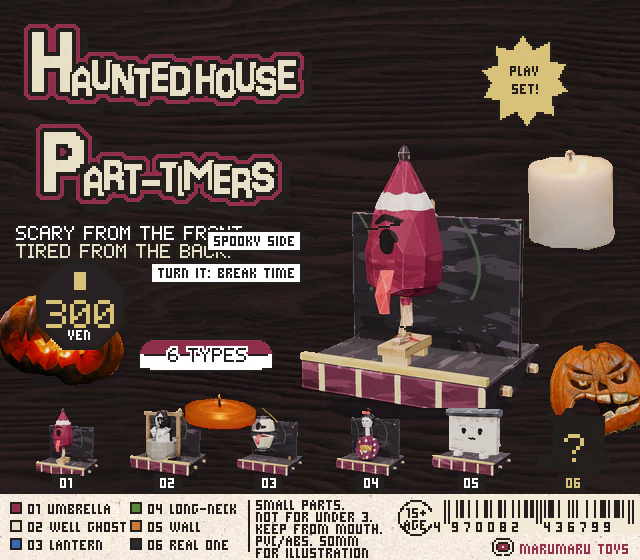 HAUNTED HOUSE
PLAY
SET!
PART-TIMERS
SCARY FROM THE FRONT.
SPOOKY SIDE
TIRED FROM THE BACK.
TURN IT: BREAK TIME
300
YEN
6 TYPES
?
01
02
03
04
05
06
01 UMBRELLA
02 WELL GHOST
03 LANTERN
04 LONG-NECK
05 WALL
06 REAL ONE
SMALL PARTS.
NOT FOR UNDER 3.
KEEP FROM MOUTH.
PVC/ABS. 50MM
FOR ILLUSTRATION
15+
AGE
4 970082 436799
MARUMARU TOYS